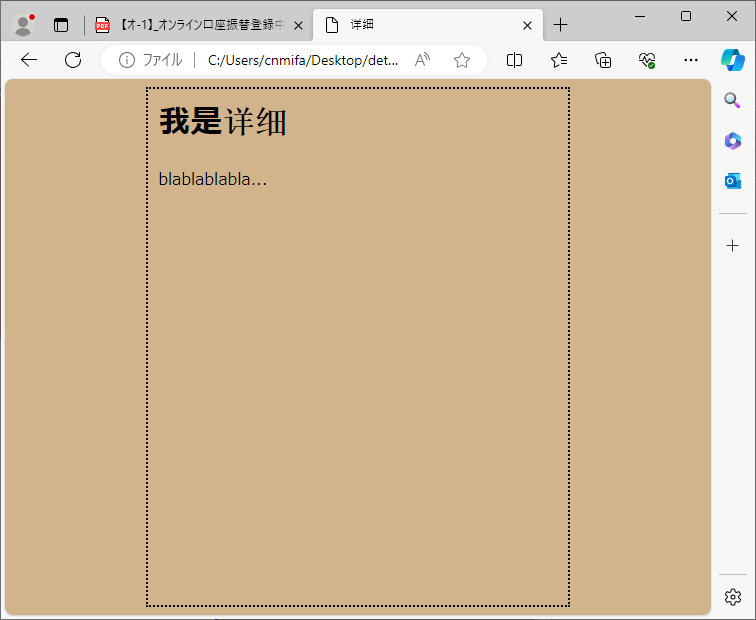 【オ-1】_オンライン口座振替登録中
详细
ファイル
C:/Users/cnmifa/Desktop/det...
我是详细
blablablabla...